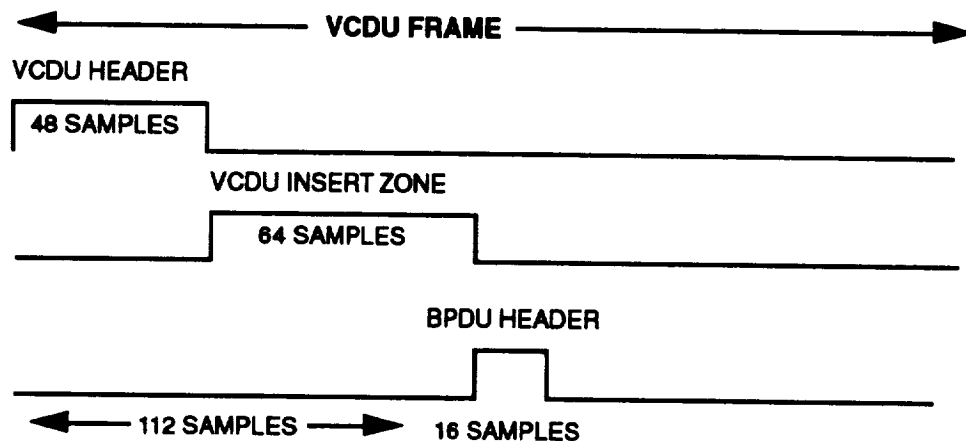 VCDU FRAME
VCDU HEADER
48 SAMPLES
VCDU INSERT ZONE
64 SAMPLES
BPDU HEADER
112 SAMPLES
16 SAMPLES